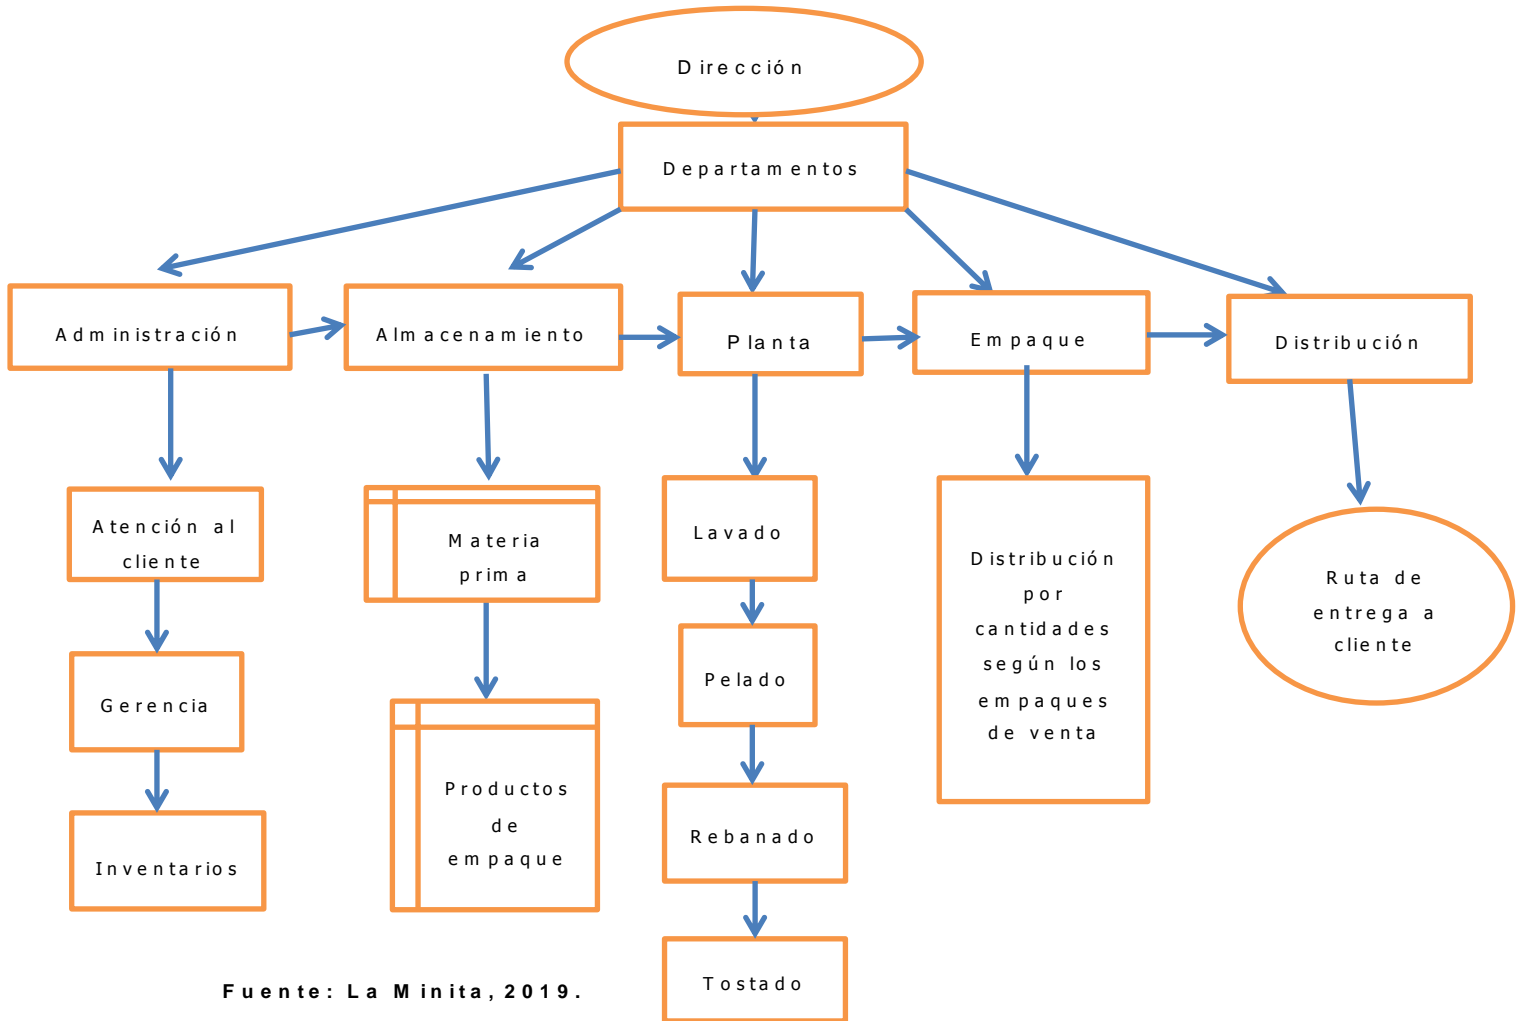 Dirección
Departamentos
Administración
Almacenamiento
Planta
Empaque
Distribución
Atención al
cliente
Gerencia
Inventarios
Materia
prima
Productos
de
empaque
Lavado
Pelado
Rebanado
Tostado
Distribución
por
cantidades
según los
empaques
de venta
Ruta de
entrega a
cliente
Fuente: La Minita, 2019.